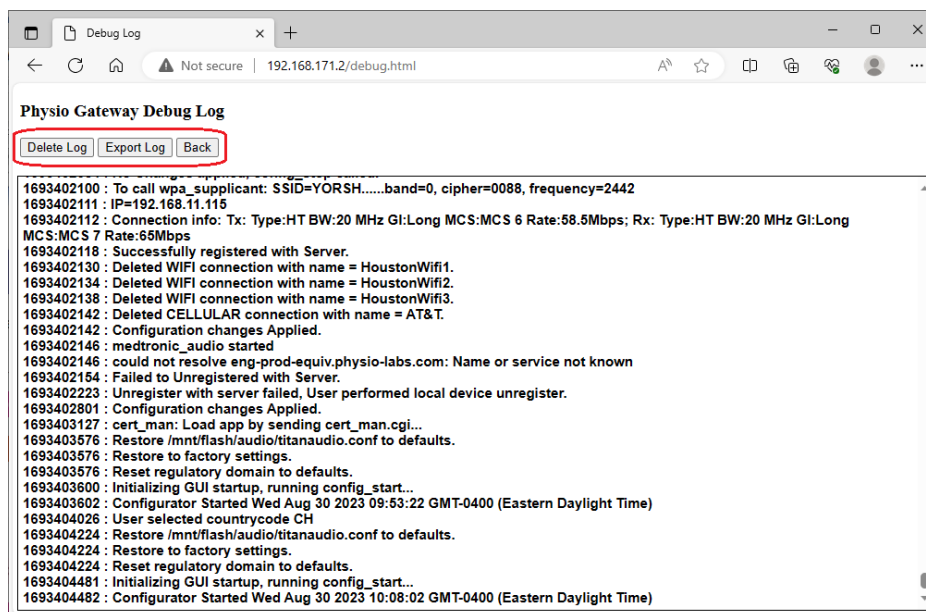 Debug Log
Not secure
192.168.171.2/debug.html
Physio Gateway Debug Log
Delete Log
Export Log
Back
1693402100 : To call wpa_supplicant: SSID=YORSH......band=0, cipher=0088, frequency=2442
1693402111 : IP=192.168.11.115
1693402112 : Connection info: Tx: Type:HT BW:20 MHz GI:Long MCS:MCS 6 Rate:58.5Mbps; Rx: Type:HT BW:20 MHz GI:Long
MCS:MCS 7 Rate:65Mbps
1693402118 : Successfully registered with Server.
1693402130 : Deleted WIFI connection with name = HoustonWifi1.
1693402134 : Deleted WIFI connection with name = HoustonWifi2.
1693402138 : Deleted WIFI connection with name = HoustonWifi3.
1693402142 : Deleted CELLULAR connection with name = AT&T.
1693402142 : Configuration changes Applied.
1693402146 : medtronic_audio started
1693402146 : could not resolve eng-prod-equiv.physio-labs.com: Name or service not known
1693402154 : Failed to Unregistered with Server.
1693402223 : Unregister with server failed, User performed local device unregister.
1693402801 : Configuration changes Applied.
1693403127 : cert_man: Load app by sending cert_man.cgi...
1693403576 : Restore /mnt/flash/audio/titanaudio.conf to defaults.
1693403576 : Restore to factory settings.
1693403576 : Reset regulatory domain to defaults.
1693403600 : Initializing GUI startup, running config_start...
1693403602 : Configurator Started Wed Aug 30 2023 09:53:22 GMT-0400 (Eastern Daylight Time)
1693404026 : User selected countrycode CH
1693404224 : Restore /mnt/flash/audio/titanaudio.conf to defaults.
1693404224 : Restore to factory settings.
1693404224 : Reset regulatory domain to defaults.
1693404481 : Initializing GUI startup, running config_start...
1693404482 : Configurator Started Wed Aug 30 2023 10:08:02 GMT-0400 (Eastern Daylight Time)